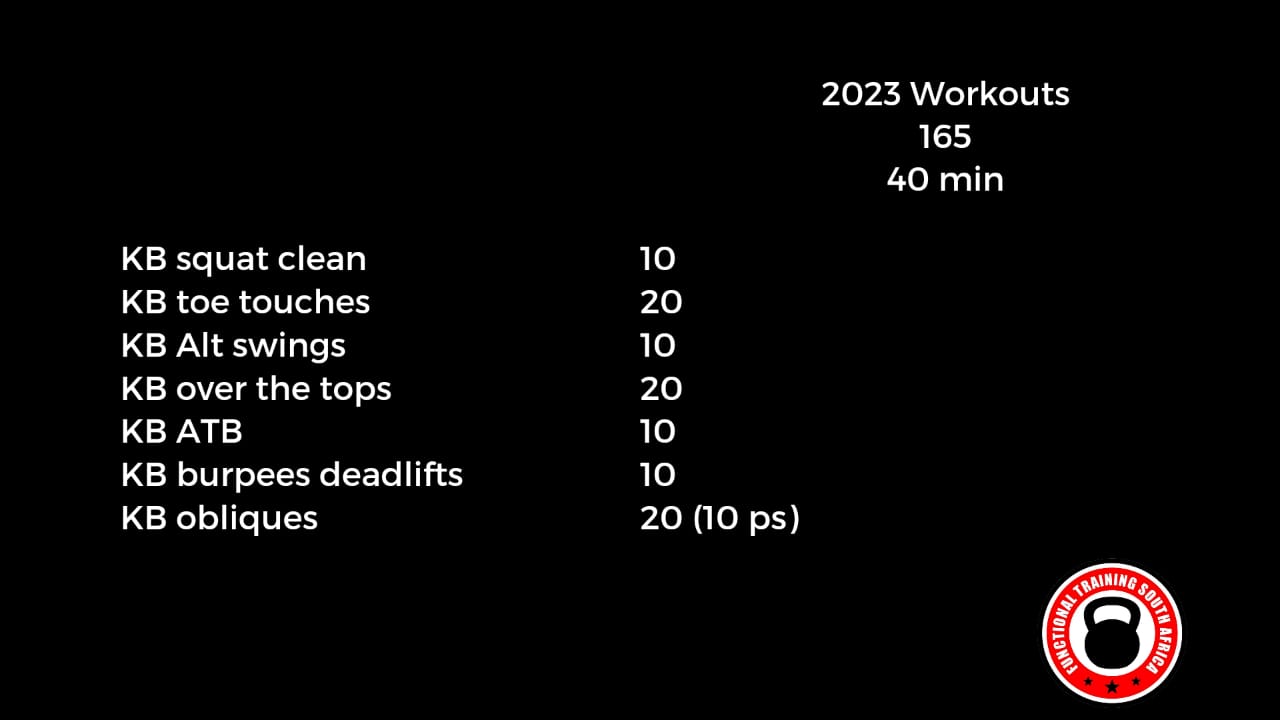 2023 Workouts
165
40 min
KB squat clean 10
KB toe touches 20
KB Alt swings 10
KB over the tops 20
KB ATB 10
KB burpees deadlifts 10
KB obliques 20 (10 ps)
FUNCTIONAL TRAINING SOUTH AFRICA